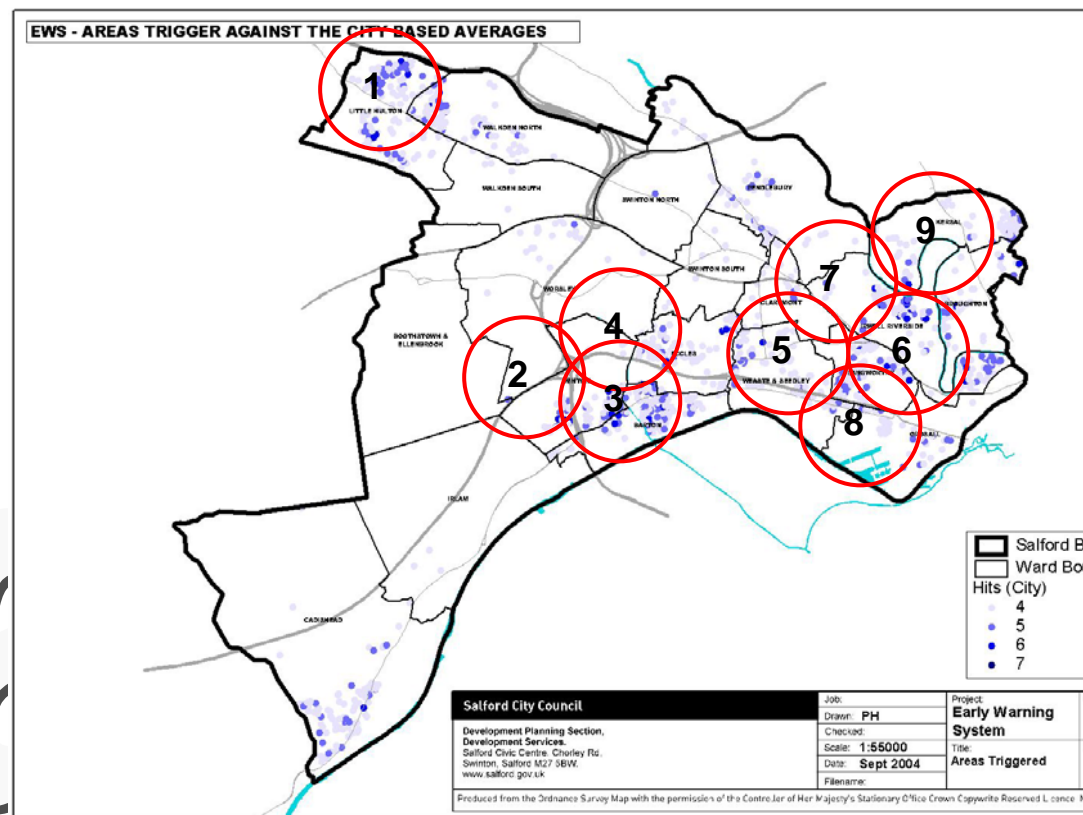 EWS - AREAS TRIGGER AGAINST THE CITY BASED AVERAGES
1
LITTLE HULTON
WALKDEN NORTH
WALKDEN SOUTH
SWINTON NORTH
PENDLEBURY
9
KERSAL
7
SWINTON SOUTH
WORSLEY
CLAREMONT
BROUGHTON
4
IRWELL RIVERSIDE
BOOTHSTOWN &
ELLENBROOK
5
6
ECCLES
2
WEASTE & SEEDLEY
3
BARTON
8
ORDSALL
IRLAM
CADISHEAD
Salford B
Ward Bo
Hits (City)
4
5
6
7
Salford City Council
Development Planning Section,
Development Services.
Salford Civic Centre, Chorley Rd,
Swinton, Salford M27 5BW.
www.salford.gov.uk
Job:
Drawn: PH
Checked:
Scale: 1:55000
Date: Sept 2004
Filename:
Project:
Early Warning
System
Title:
Areas Triggered
Produced from the Ordnance Survey Map with the permission of the Controller of Her Majesty's Stationary Office Crown Copywrite Reserved Licence